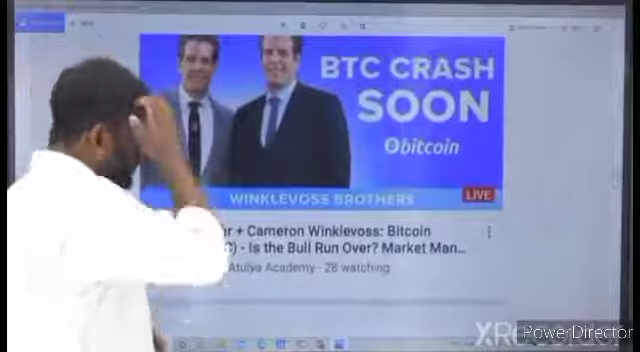 BTC CRASH
SOON
bitcoin
WINKLEVOSS BROTHERS
LIVE
+ Cameron Winklevoss: Bitcoin
- Is the Bull Run Over? Market Man...
Atulya Academy · 28 watching
PowerDirector